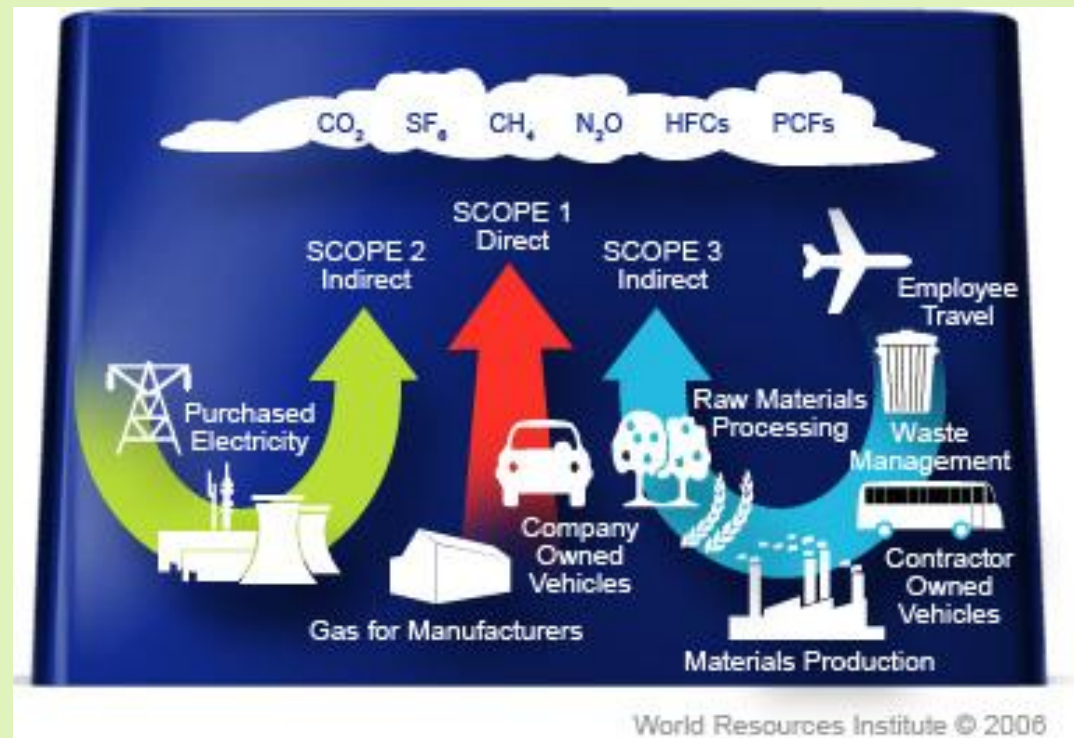 CO₂ SF₆ CH₄ N₂O HFCs PCFs
SCOPE 1
Direct
SCOPE 2
Indirect
SCOPE 3
Indirect
Employee
Travel
Purchased
Electricity
Raw Materials
Processing
Waste
Management
Company
Owned
Vehicles
Contractor
Owned
Vehicles
Gas for Manufacturers
Materials Production
World Resources Institute © 2006